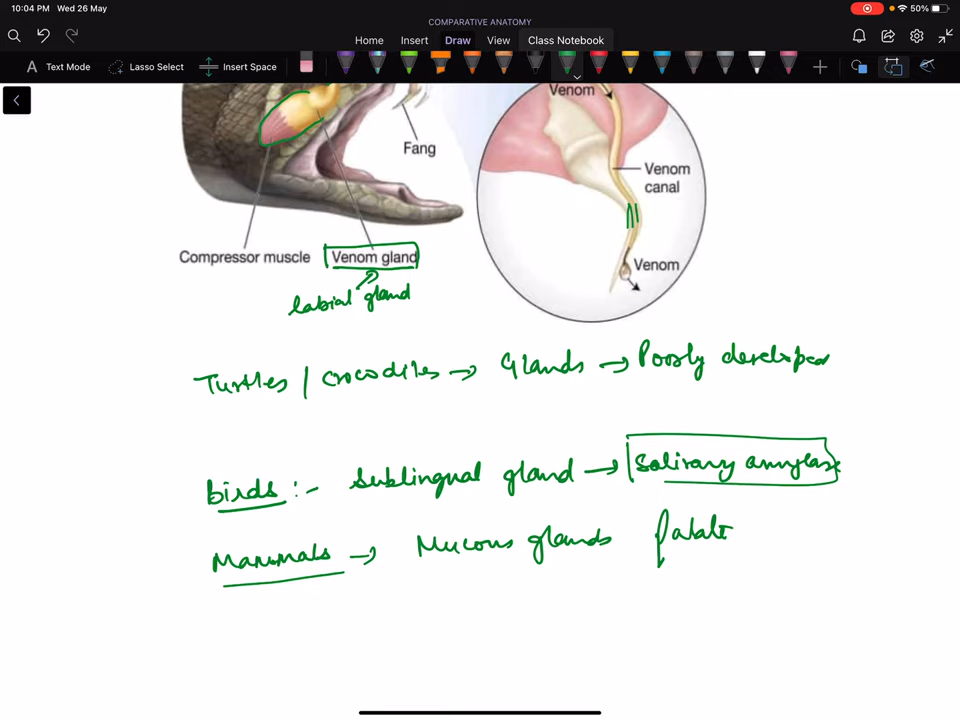 10:04 PM Wed 26 May
50%
COMPARATIVE ANATOMY
Home Insert Draw View Class Notebook
Text Mode Lasso Select Insert Space
Venom
Fang
Venom canal
Compressor muscle Venom gland
Venom
labial gland
Turtles / crocodiles → Glands → Poorly developed
birds :- Sublingual gland → Salivary amylase
Mammals → Mucous glands Palate